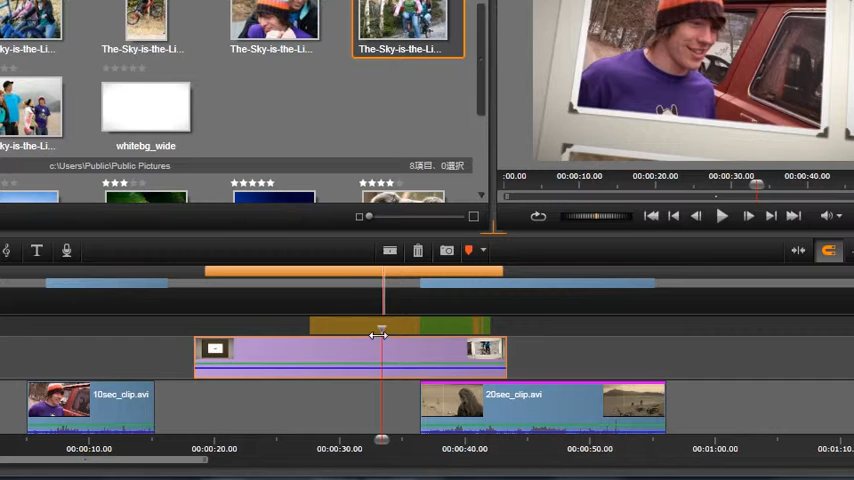 ky-is-the-Li...
The-Sky-is-the-Li...
The-Sky-is-the-Li...
The-Sky-is-the-Li...
ky-is-the-Li...
whitebg_wide
c:\Users\Public\Public Pictures
8項目、0選択
:00.00
00:00:10.00
00:00:20.00
00:00:30.00
00:00:40.00
T
10sec_clip.avi
20sec_clip.avi
00:00:10.00
00:00:20.00
00:00:30.00
00:00:40.00
00:00:50.00
00:01:00.00
00:01:10.